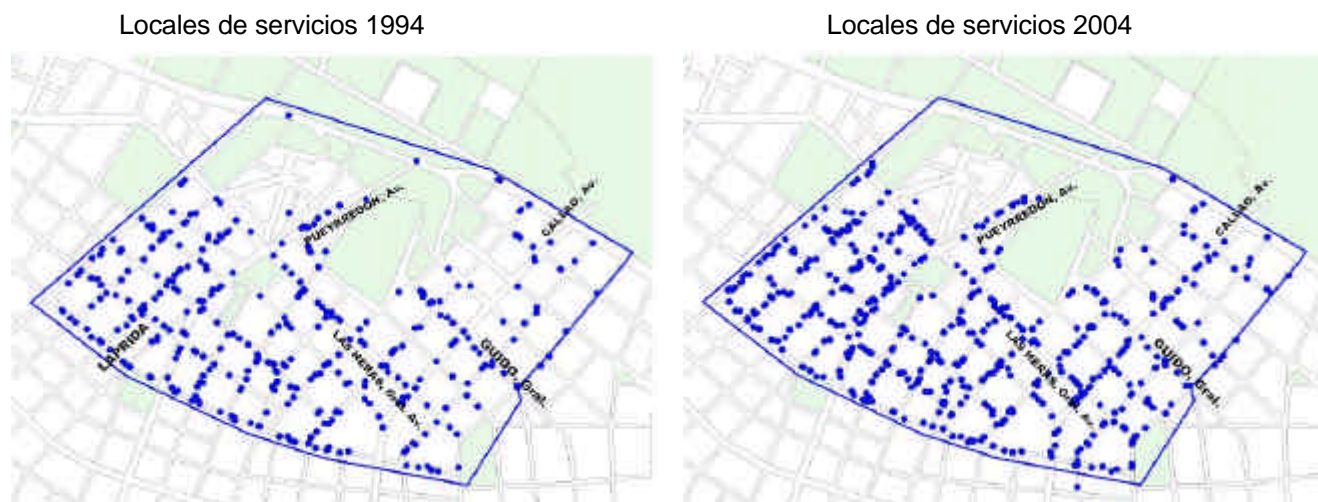 Locales de servicios 1994
Locales de servicios 2004
PUEYRREDON, Av.
CALLAO, Av.
LAPRIDA
LAS HERAS, Gral. Av.
GUIDO, Gral.
PUEYRREDON, Av.
CALLAO, Av.
LAS HERAS, Gral. Av.
GUIDO, Gral.